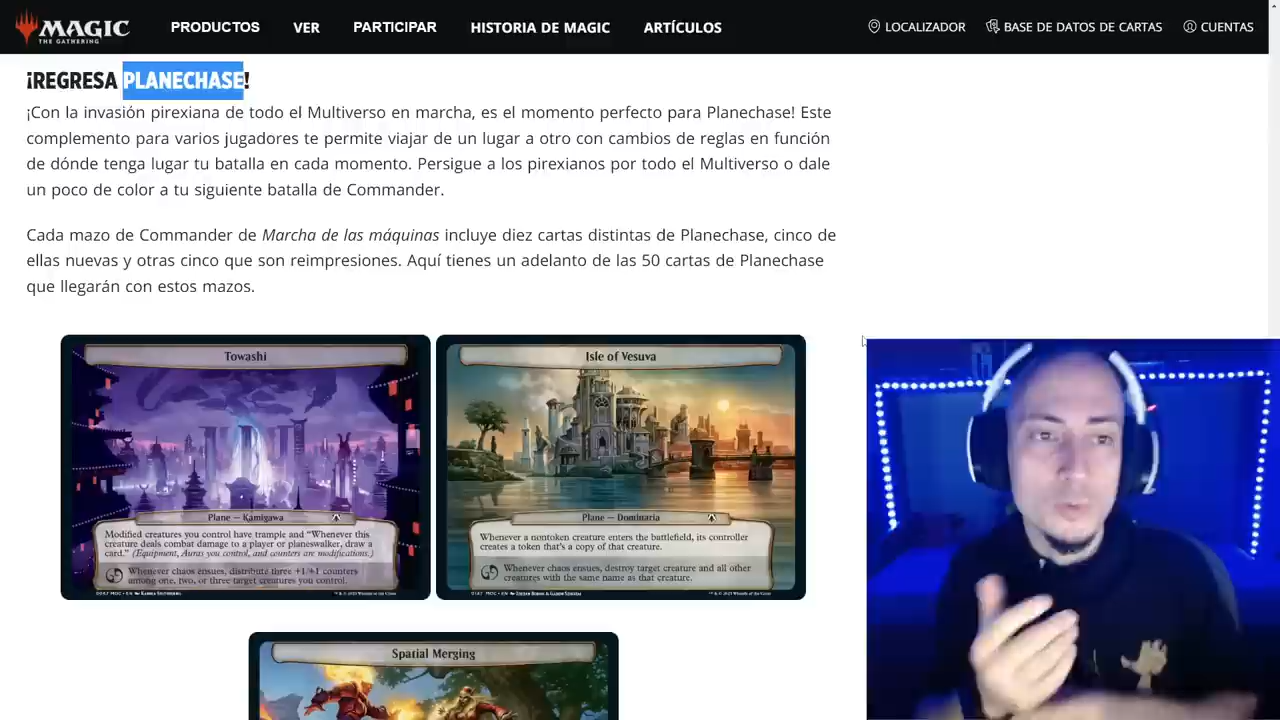 MAGIC
THE GATHERING
PRODUCTOS
VER
PARTICIPAR
HISTORIA DE MAGIC
ARTÍCULOS
LOCALIZADOR
BASE DE DATOS DE CARTAS
CUENTAS
¡REGRESA PLANECHASE!
¡Con la invasión pirexiana de todo el Multiverso en marcha, es el momento perfecto para Planechase! Este
complemento para varios jugadores te permite viajar de un lugar a otro con cambios de reglas en función
de dónde tenga lugar tu batalla en cada momento. Persigue a los pirexianos por todo el Multiverso o dale
un poco de color a tu siguiente batalla de Commander.
Cada mazo de Commander de Marcha de las máquinas incluye diez cartas distintas de Planechase, cinco de
ellas nuevas y otras cinco que son reimpresiones. Aquí tienes un adelanto de las 50 cartas de Planechase
que llegarán con estos mazos.
Towashi
Plane — Kamigawa
Modified creatures you control have trample and “Whenever this
creature deals combat damage to a player or planeswalker, draw a
card.” (Equipment, Auras you control, and counters are modifications.)
Whenever chaos ensues, distribute three +1/+1 counters
among one, two, or three target creatures you control.
Isle of Vesuva
Plane — Dominaria
Whenever a nontoken creature enters the battlefield, its controller
creates a token that's a copy of that creature.
Whenever chaos ensues, destroy target creature and all other
creatures with the same name as that creature.
Spatial Merging